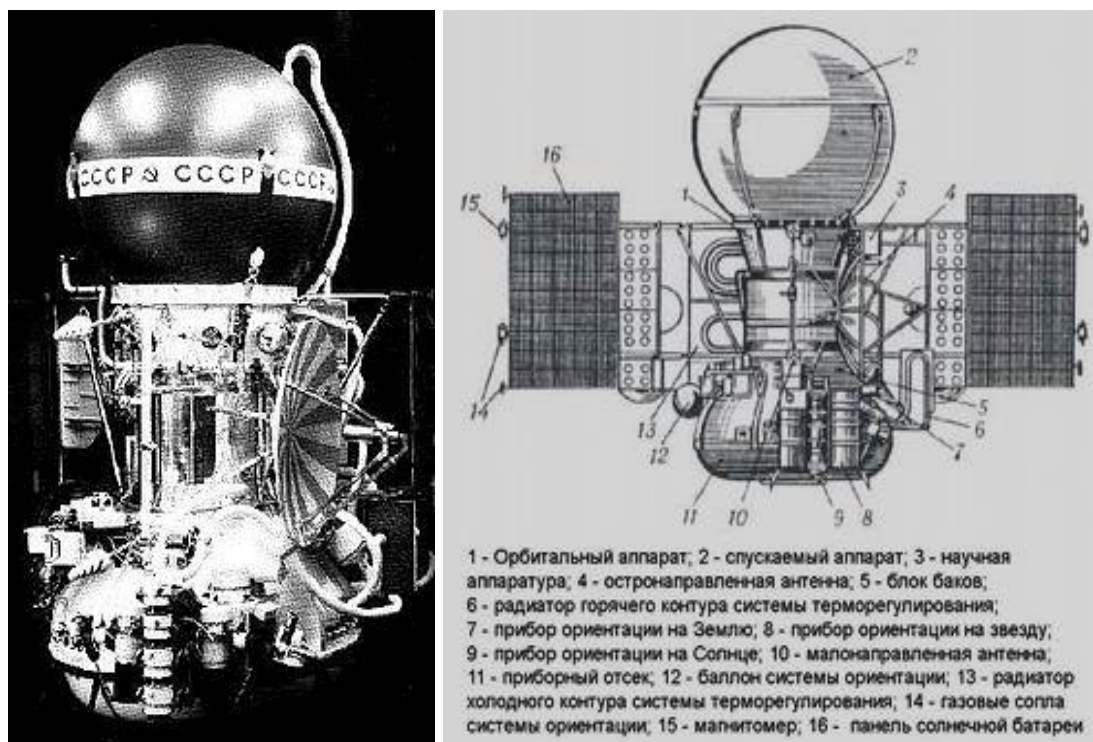 СССР СССР СССР
16
2
15
1
3
4
14
13
12
5
6
7
11
10
9
8
1 - Орбитальный аппарат; 2 - спускаемый аппарат; 3 - научная
аппаратура; 4 - остронаправленная антенна; 5 - блок баков;
6 - радиатор горячего контура системы терморегулирования;
7 - прибор ориентации на Землю; 8 - прибор ориентации на звезду;
9 - прибор ориентации на Солнце; 10 - малонаправленная антенна;
11 - приборный отсек; 12 - баллон системы ориентации; 13 - радиатор
холодного контура системы терморегулирования; 14 - газовые сопла
системы ориентации; 15 - магнитомер; 16 - панель солнечной батареи